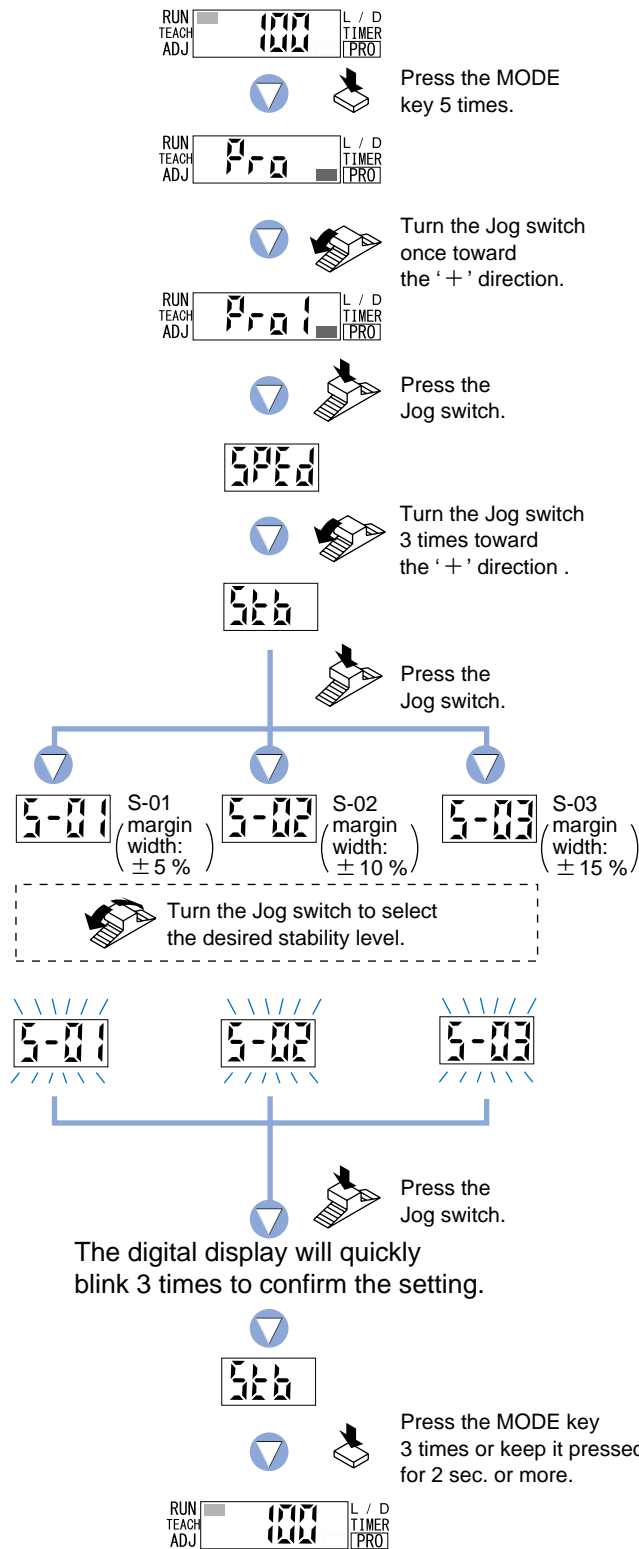 RUN
TEACH
ADJ
100
L / D
TIMER
PRO
Press the MODE
key 5 times.
RUN
TEACH
ADJ
Pro
L / D
TIMER
PRO
Turn the Jog switch
once toward
the ‘+’ direction.
RUN
TEACH
ADJ
Pro1
L / D
TIMER
PRO
Press the
Jog switch.
SPEd
Turn the Jog switch
3 times toward
the ‘+’ direction .
Stb
Press the
Jog switch.
S-01
S-01
margin
width:
±5 %
S-02
S-02
margin
width:
±10 %
S-03
S-03
margin
width:
±15 %
Turn the Jog switch to select
the desired stability level.
S-01
S-02
S-03
Press the
Jog switch.
The digital display will quickly
blink 3 times to confirm the setting.
Stb
Press the MODE key
3 times or keep it pressed
for 2 sec. or more.
RUN
TEACH
ADJ
100
L / D
TIMER
PRO